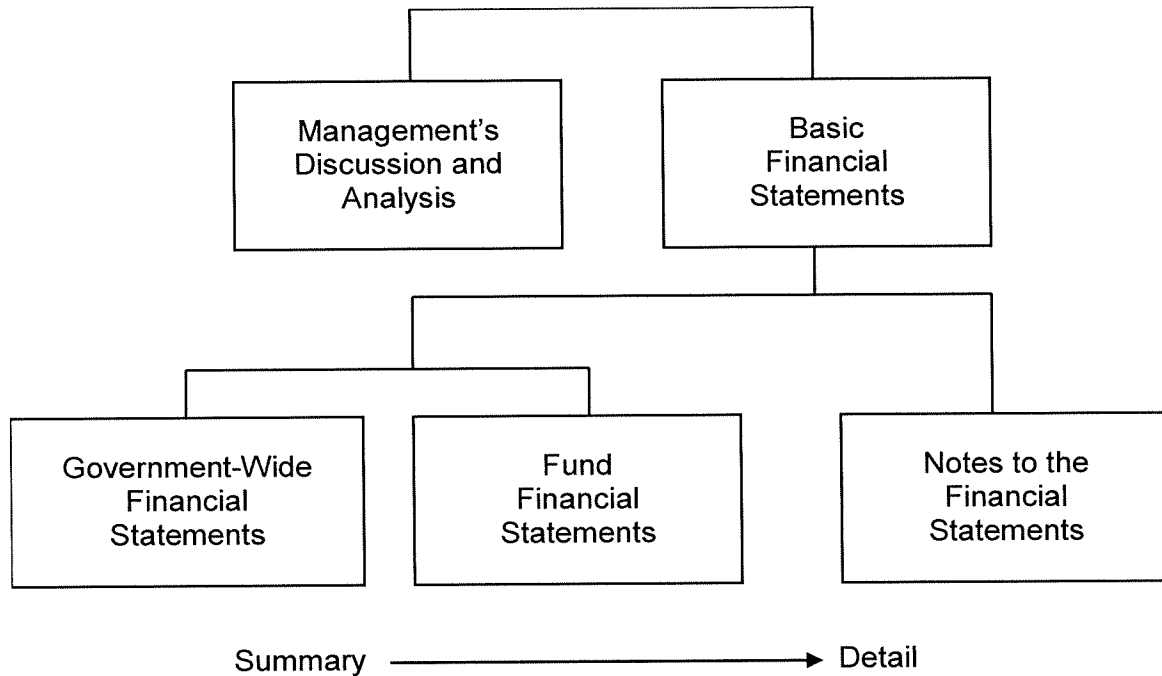 Management's
Discussion and
Analysis
Basic
Financial
Statements
Government-Wide
Financial
Statements
Fund
Financial
Statements
Notes to the
Financial
Statements
Summary
Detail